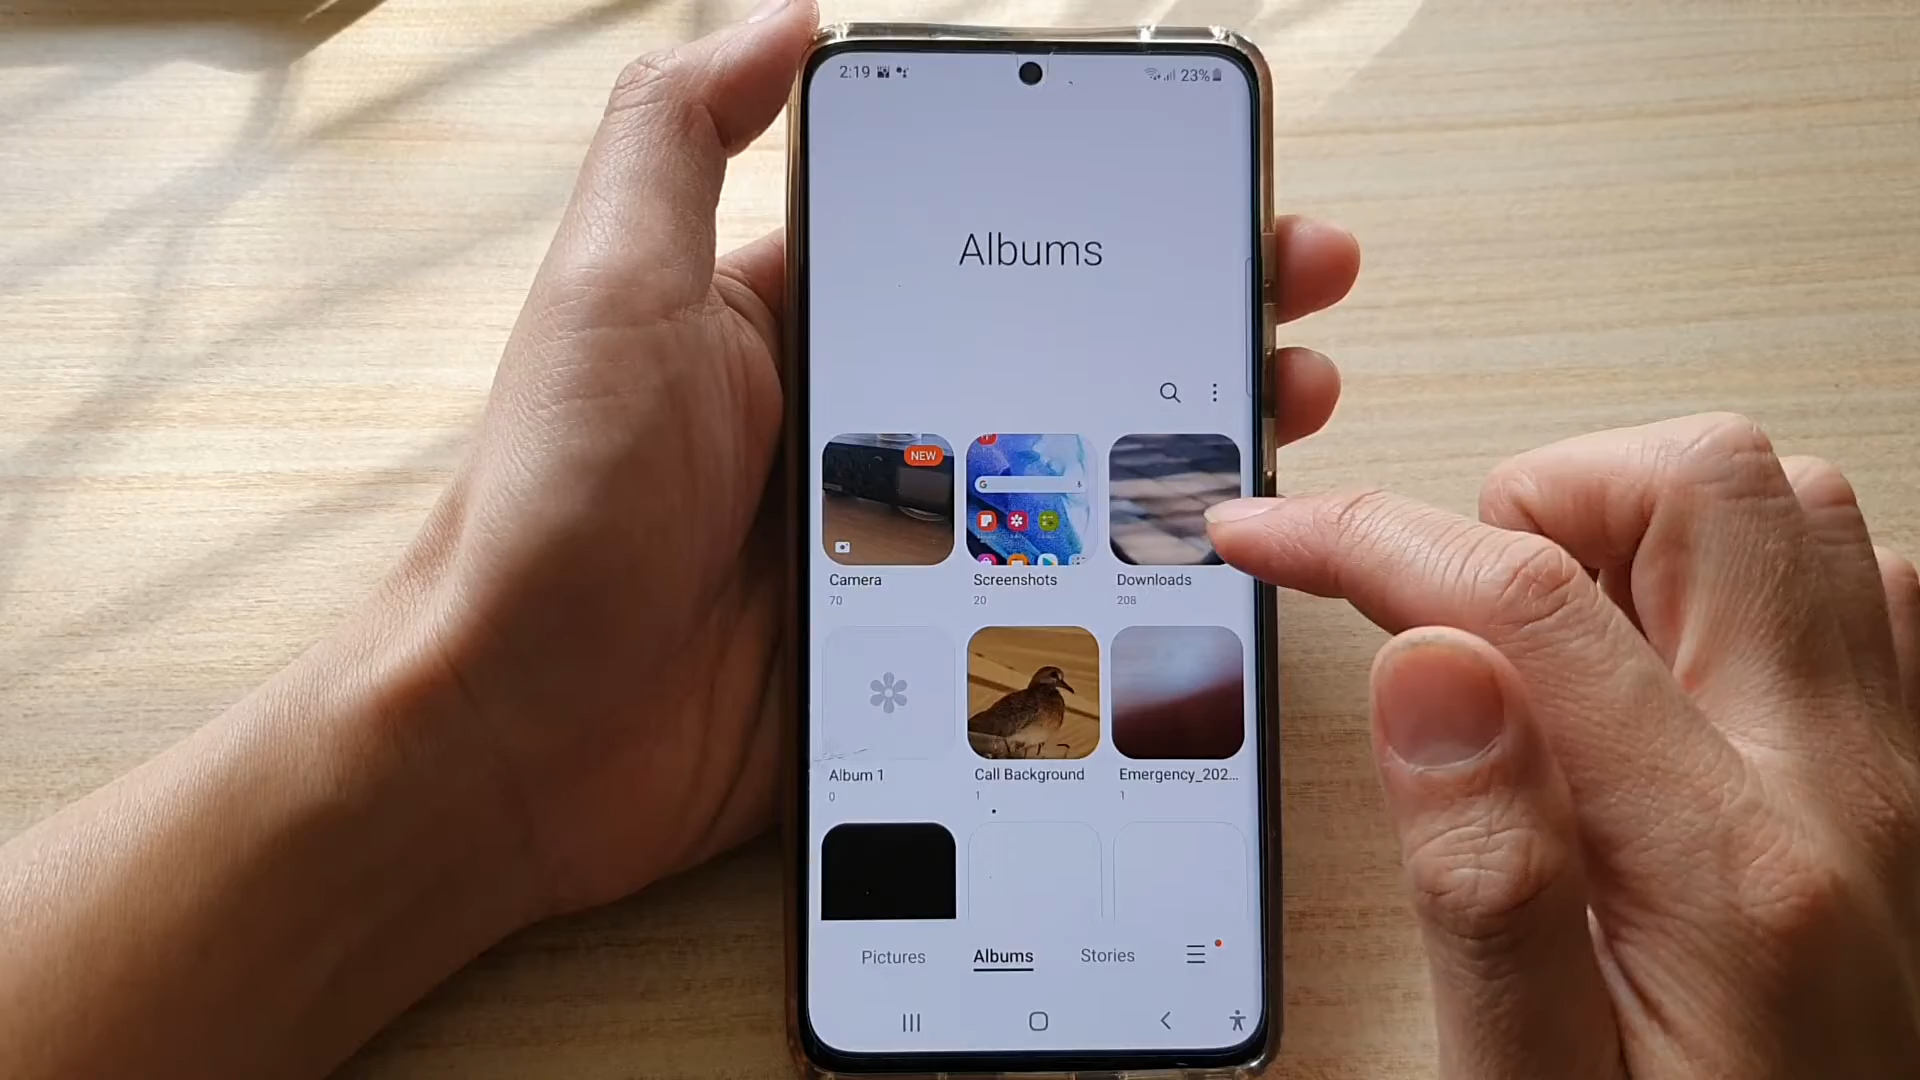 2:19
23%
Albums
NEW
G
Camera
Screenshots
Downloads
70
20
208
Album 1
Call Background
Emergency_202...
0
1
1
Pictures
Albums
Stories